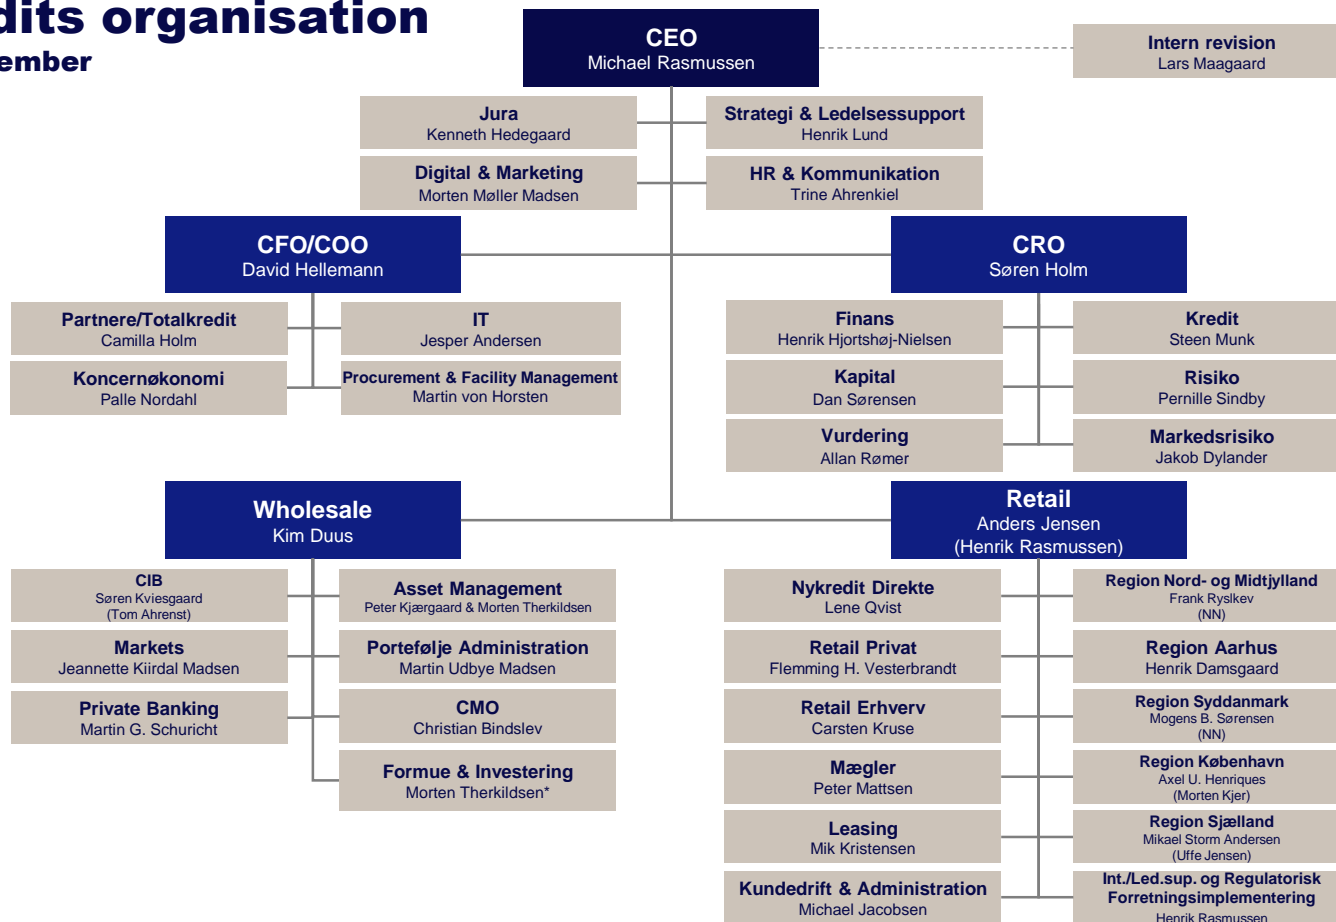 dits organisation
ember
CEO
Michael Rasmussen
Intern revision
Lars Maagaard
Jura
Kenneth Hedegaard
Strategi & Ledelsessupport
Henrik Lund
Digital & Marketing
Morten Møller Madsen
HR & Kommunikation
Trine Ahrenkiel
CFO/COO
David Hellemann
CRO
Søren Holm
Partnere/Totalkredit
Camilla Holm
IT
Jesper Andersen
Koncernøkonomi
Palle Nordahl
Procurement & Facility Management
Martin von Horsten
Finans
Henrik Hjortshøj-Nielsen
Kredit
Steen Munk
Kapital
Dan Sørensen
Risiko
Pernille Sindby
Vurdering
Allan Rømer
Markedsrisiko
Jakob Dylander
Wholesale
Kim Duus
Retail
Anders Jensen
(Henrik Rasmussen)
CIB
Søren Kviesgaard
(Tom Ahrenst)
Asset Management
Peter Kjærgaard & Morten Therkildsen
Markets
Jeannette Kiirdal Madsen
Portefølje Administration
Martin Udbye Madsen
Private Banking
Martin G. Schuricht
CMO
Christian Bindslev
Formue & Investering
Morten Therkildsen*
Nykredit Direkte
Lene Qvist
Region Nord- og Midtjylland
Frank Ryslkev
(NN)
Retail Privat
Flemming H. Vesterbrandt
Region Aarhus
Henrik Damsgaard
Retail Erhverv
Carsten Kruse
Region Syddanmark
Mogens B. Sørensen
(NN)
Mægler
Peter Mattsen
Region København
Axel U. Henriques
(Morten Kjer)
Leasing
Mik Kristensen
Region Sjælland
Mikael Storm Andersen
(Uffe Jensen)
Kundedrift & Administration
Michael Jacobsen
Int./Led.sup. og Regulatorisk
Forretningsimplementering
Henrik Rasmussen